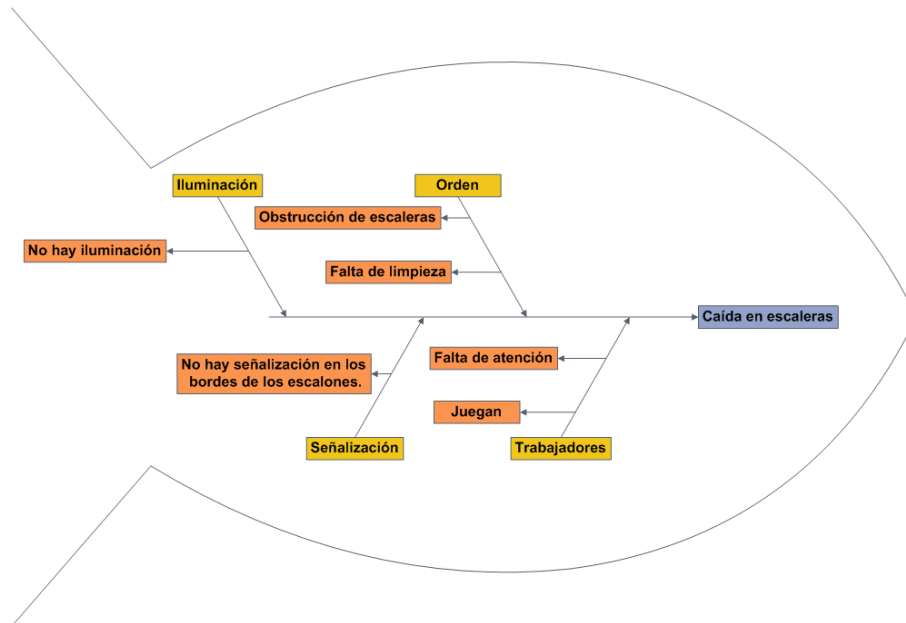 Iluminación
Orden
Obstrucción de escaleras
No hay iluminación
Falta de limpieza
Caída en escaleras
No hay señalización en los
bordes de los escalones.
Falta de atención
Juegan
Señalización
Trabajadores